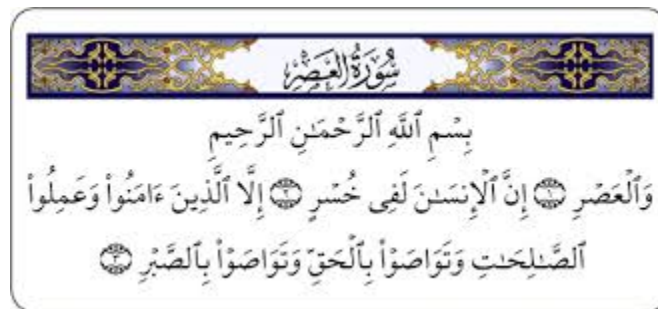 سُورَةُ العَصْرِ
بِسْمِ ٱللَّهِ ٱلرَّحْمَـٰنِ ٱلرَّحِيمِ
وَٱلْعَصْرِ ١ إِنَّ ٱلْإِنسَـٰنَ لَفِى خُسْرٍ ٢ إِلَّا ٱلَّذِينَ ءَامَنُوا۟ وَعَمِلُوا۟
ٱلصَّـٰلِحَـٰتِ وَتَوَاصَوْا۟ بِٱلْحَقِّ وَتَوَاصَوْا۟ بِٱلصَّبْرِ ٣